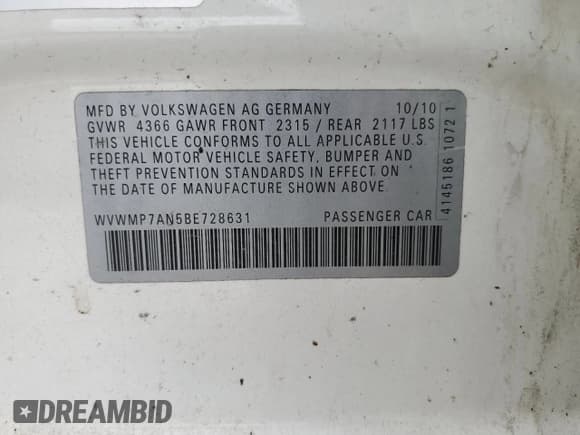 MFD BY VOLKSWAGEN AG GERMANY 10/10
GVWR 4366 GAWR FRONT 2315 / REAR 2117 LBS
THIS VEHICLE CONFORMS TO ALL APPLICABLE U.S.
FEDERAL MOTOR VEHICLE SAFETY, BUMPER AND
THEFT PREVENTION STANDARDS IN EFFECT ON
THE DATE OF MANUFACTURE SHOWN ABOVE
WVWMP7AN5BE728631 PASSENGER CAR
4145186 1072 1
DREAMBID